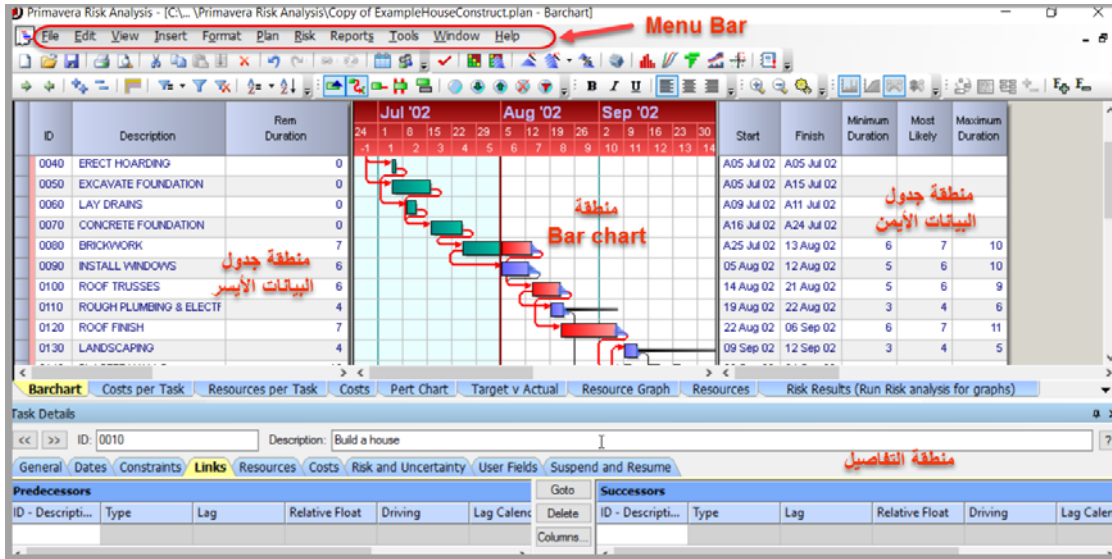 Primavera Risk Analysis - [C:\... \Primavera Risk Analysis\Copy of ExampleHouseConstruct.plan - Barchart]
File Edit View Insert Format Plan Risk Reports Tools Window Help
Menu Bar
B I U
ID Description Rem Duration Jul '02 Aug '02 Sep '02 Start Finish Minimum Duration Most Likely Maximum Duration
24 1 8 15 22 29 5 12 19 26 2 9 16 23 30
-1 1 2 3 4 5 6 7 8 9 10 11 12 13 14
0040 ERECT HOARDING 0 A05 Jul 02 A05 Jul 02
0050 EXCAVATE FOUNDATION 0 A05 Jul 02 A15 Jul 02
0060 LAY DRAINS 0 A09 Jul 02 A11 Jul 02
0070 CONCRETE FOUNDATION 0 A16 Jul 02 A24 Jul 02
0080 BRICKWORK 7 A25 Jul 02 13 Aug 02 6 7 10
0090 INSTALL WINDOWS 6 05 Aug 02 12 Aug 02 5 6 10
0100 ROOF TRUSSES 6 14 Aug 02 21 Aug 02 5 6 9
0110 ROUGH PLUMBING & ELECTF 4 19 Aug 02 22 Aug 02 3 4 6
0120 ROOF FINISH 7 22 Aug 02 06 Sep 02 6 7 11
0130 LANDSCAPING 4 09 Sep 02 12 Sep 02 3 4 5
منطقة جدول
البيانات الأيسر
منطقة
Bar chart
منطقة جدول
البيانات الأيمن
Barchart Costs per Task Resources per Task Costs Pert Chart Target v Actual Resource Graph Resources Risk Results (Run Risk analysis for graphs)
Task Details
<< >> ID: 0010 Description: Build a house ?
General Dates Constraints Links Resources Costs Risk and Uncertainty User Fields Suspend and Resume
منطقة التفاصيل
Predecessors Goto Successors
ID - Descripti... Type Lag Relative Float Driving Lag Calenc Delete ID - Descripti... Type Lag Relative Float Driving Lag Caler
Columns...